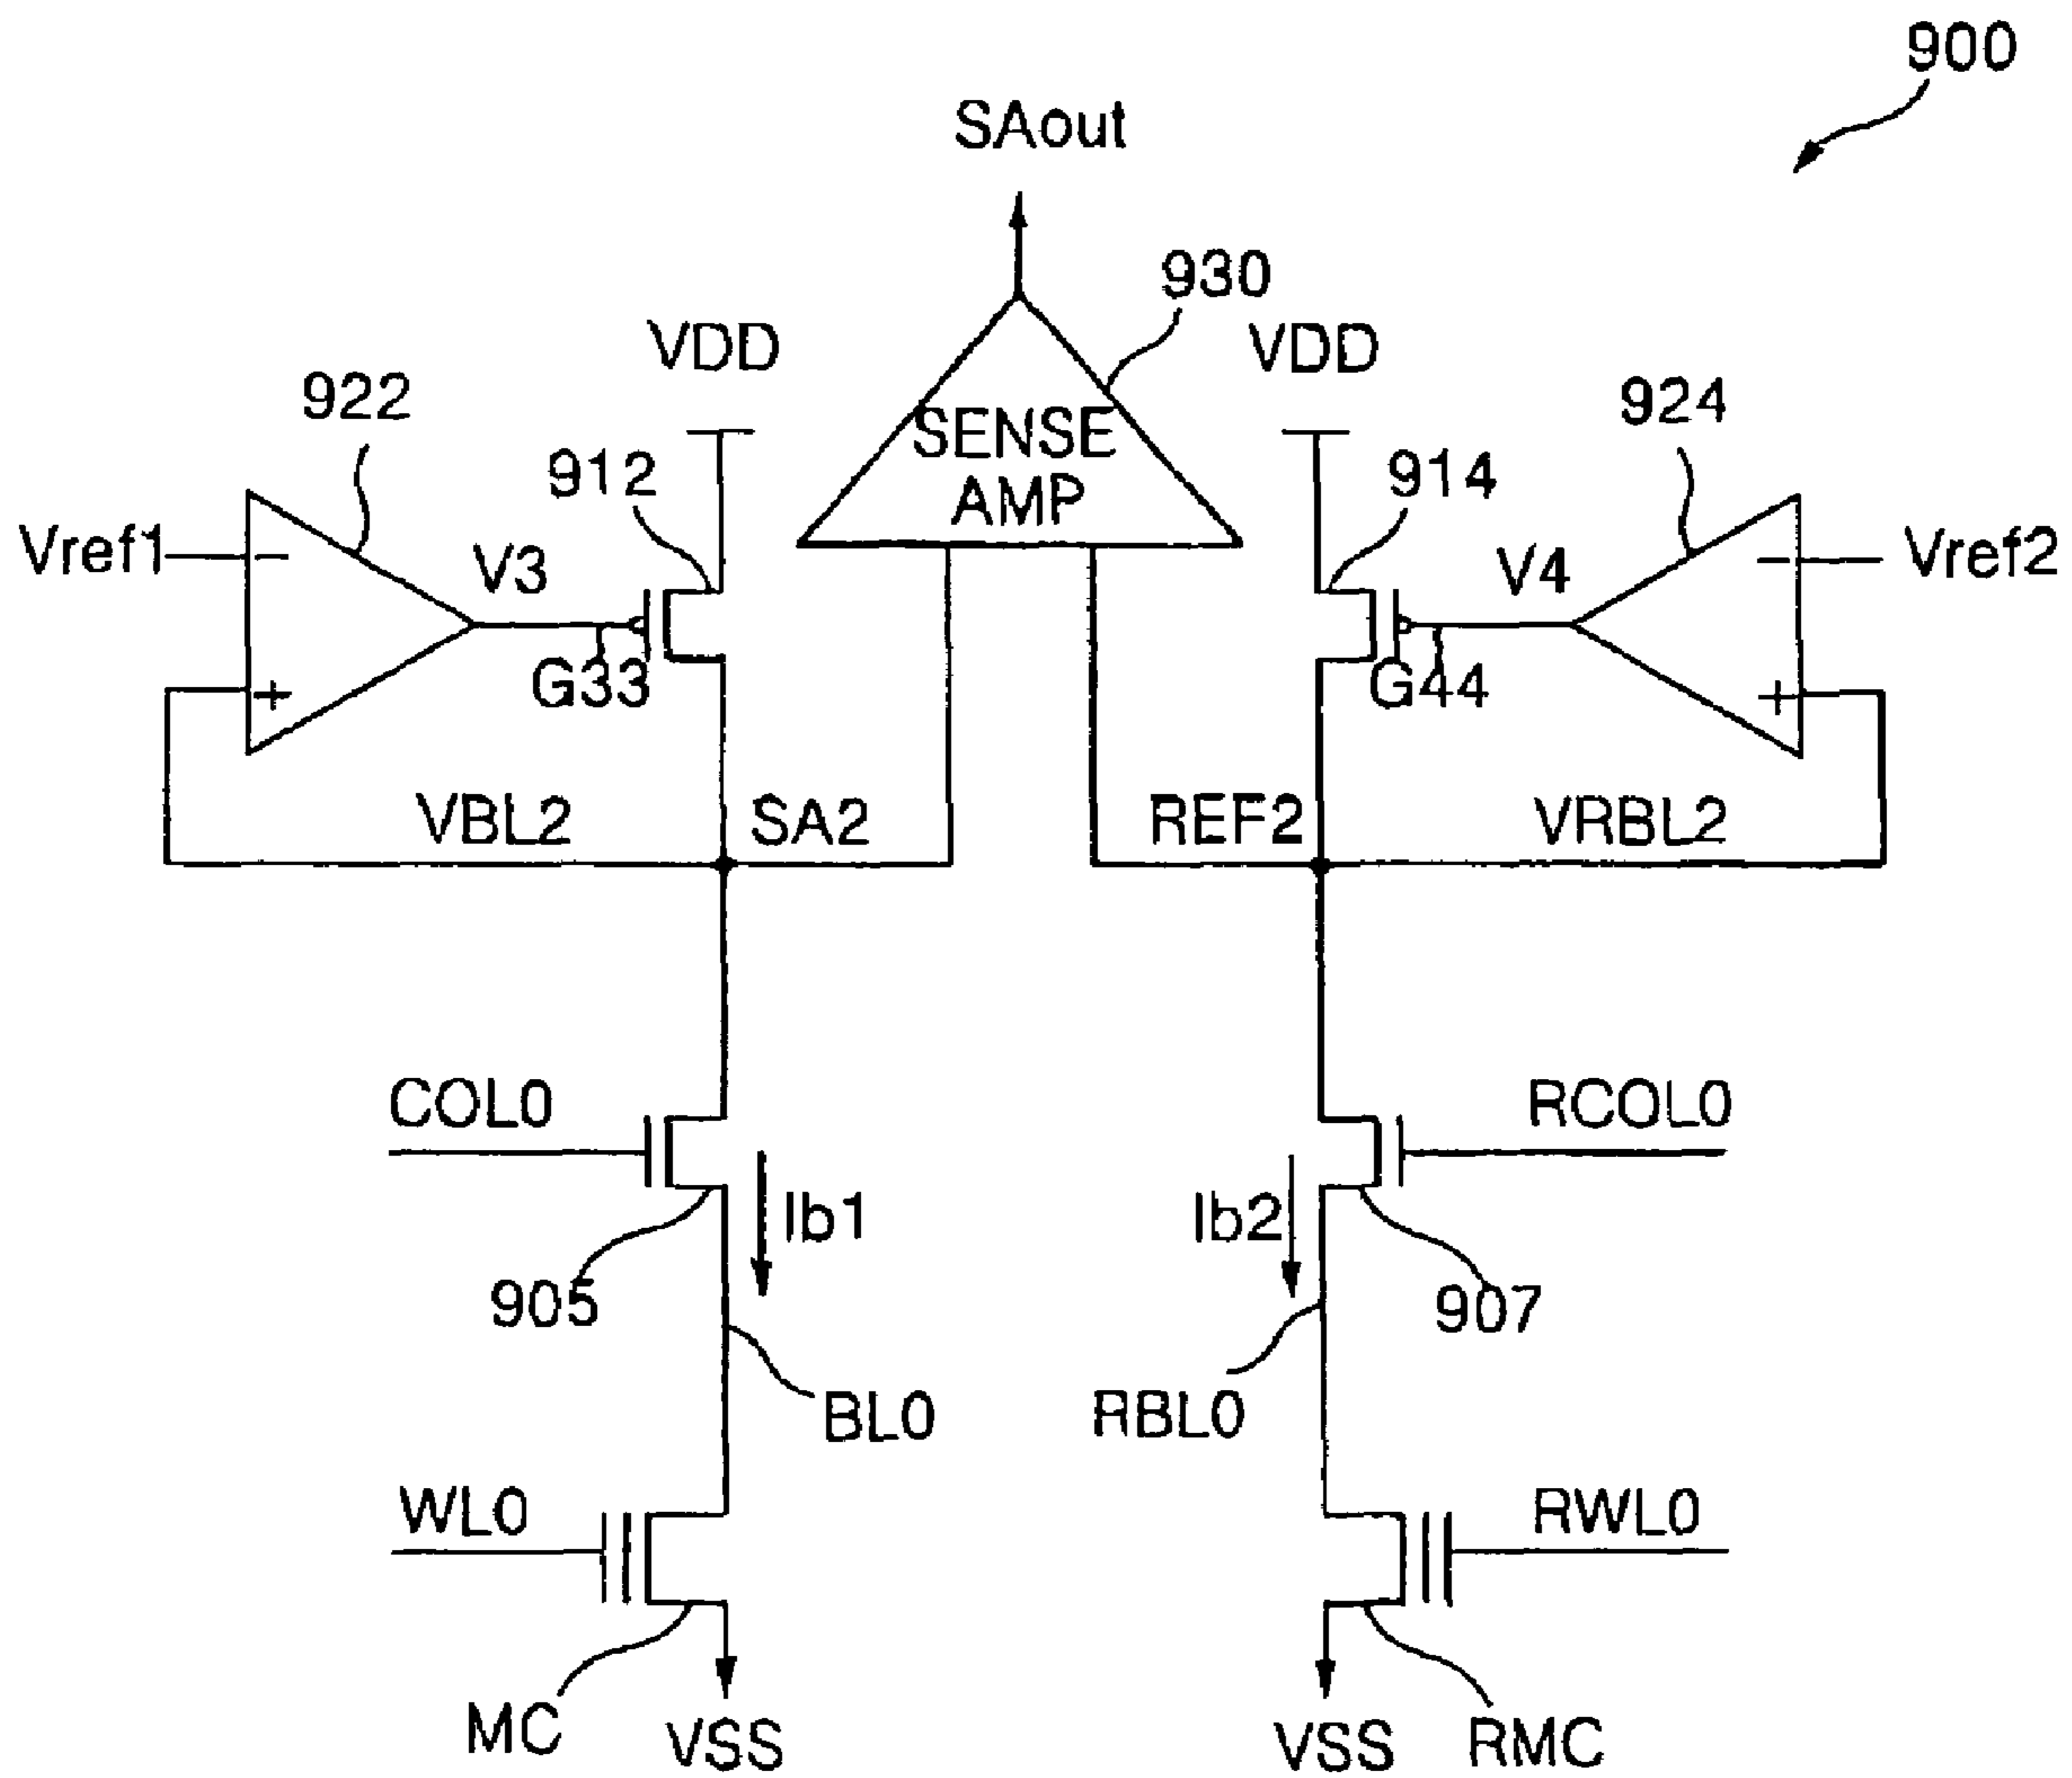 900
SAout
930
VDD
VDD
922
924
912
SENSE
AMP
914
Vref1
−
V3
V4
−
Vref2
G33
G44
+
+
VBL2
SA2
REF2
VRBL2
COL0
RCOL0
Ib1
Ib2
905
907
BL0
RBL0
WL0
RWL0
MC
VSS
VSS
RMC